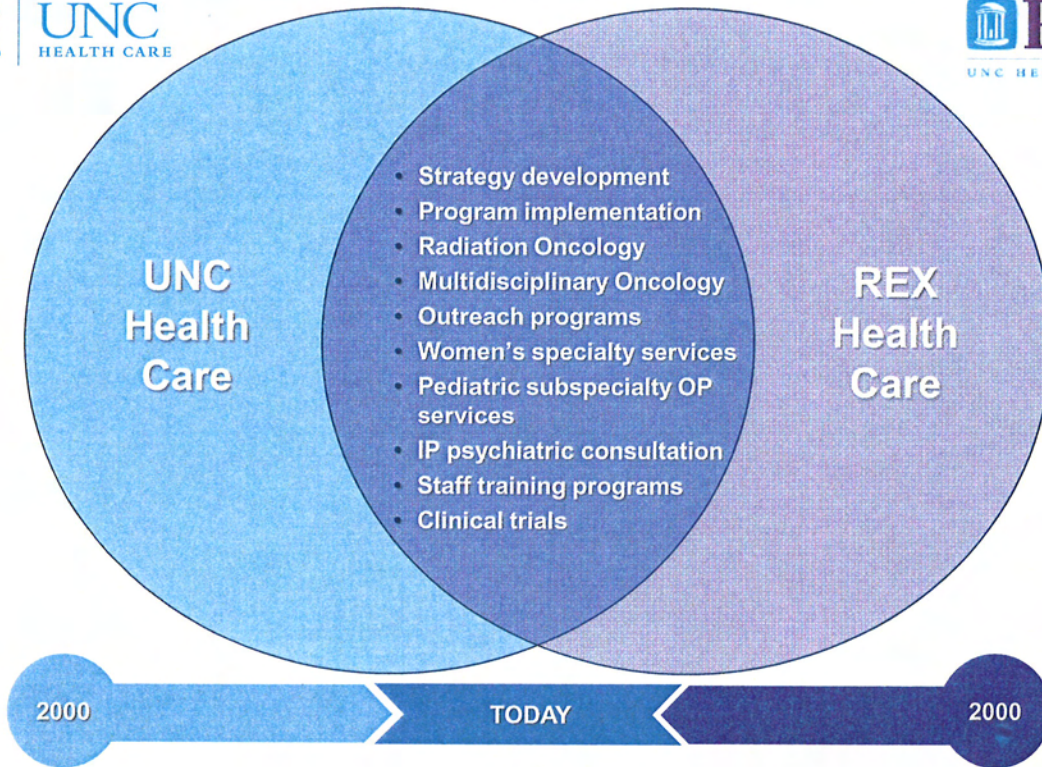 UNC
HEALTH CARE
UNC HE
• Strategy development
• Program implementation
• Radiation Oncology
• Multidisciplinary Oncology
• Outreach programs
• Women's specialty services
• Pediatric subspecialty OP
services
• IP psychiatric consultation
• Staff training programs
• Clinical trials
UNC
Health
Care
REX
Health
Care
2000
TODAY
2000